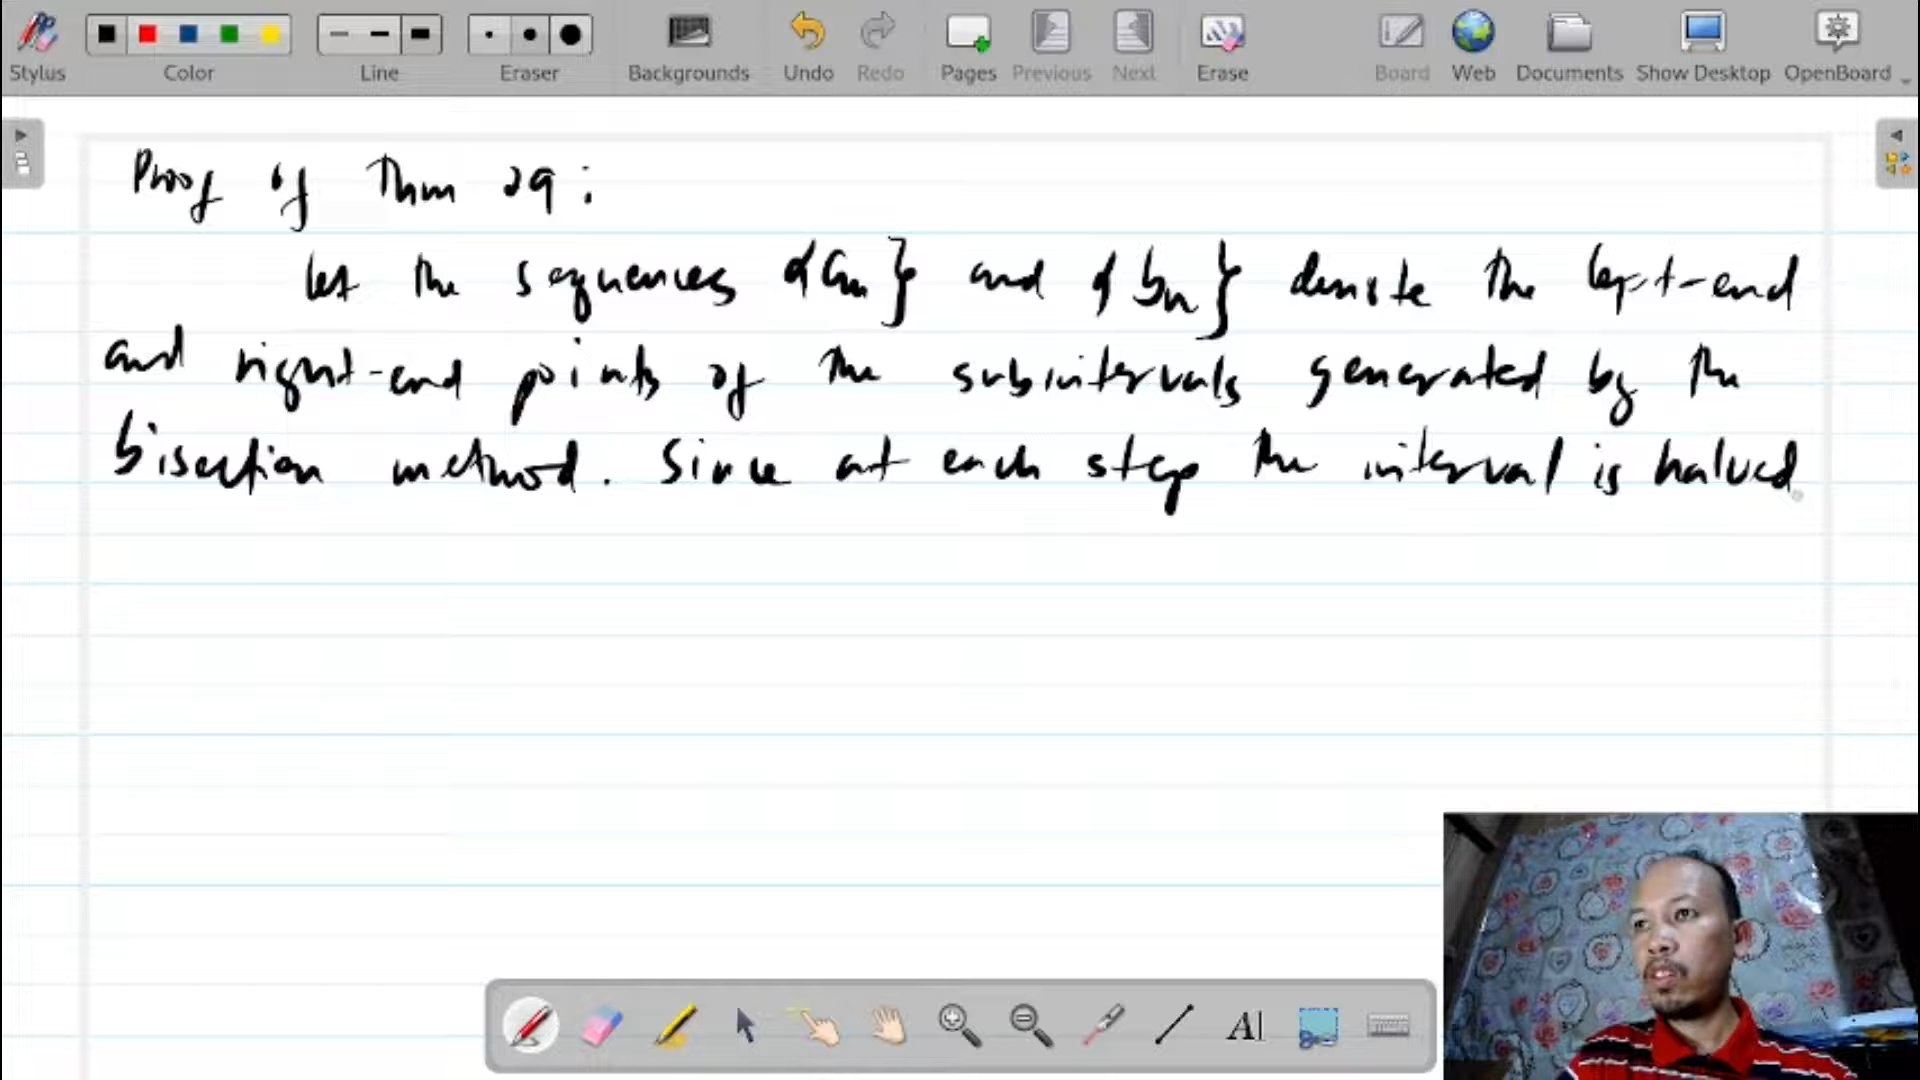 Stylus Color Line Eraser Backgrounds Undo Redo Pages Previous Next Erase Board Web Documents Show Desktop OpenBoard
Proof of Thm 29:
Let the sequences {an} and {bn} denote the left-end
and right-end points of the subintervals generated by the
bisection method. Since at each step the interval is halved
A|